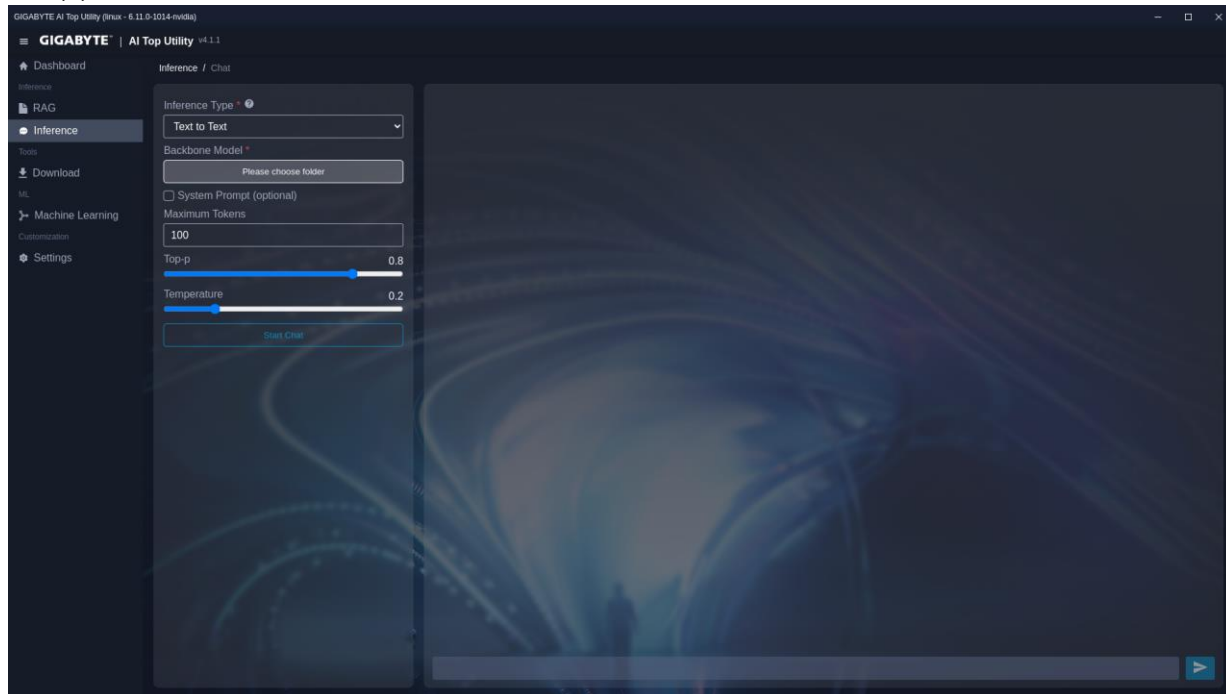 GIGABYTE AI Top Utility (linux - 6.11.0-1014-nvidia)
GIGABYTE™ | AI Top Utility v4.1.1
Dashboard
Inference / Chat
Inference
RAG
Inference
Tools
Download
ML
Machine Learning
Customization
Settings
Inference Type *
Text to Text
Backbone Model *
Please choose folder
System Prompt (optional)
Maximum Tokens
100
Top-p 0.8
Temperature 0.2
Start Chat